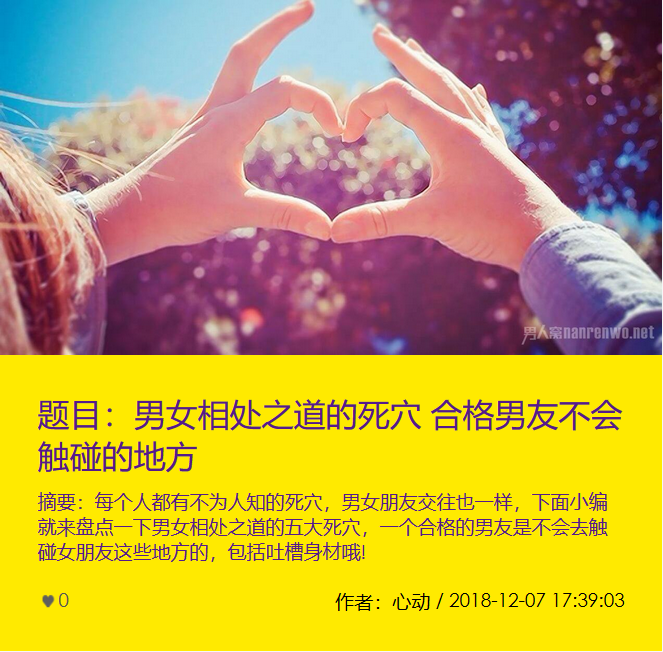 男人窝nanrenwo.net
题目：男女相处之道的死穴 合格男友不会
触碰的地方
摘要：每个人都有不为人知的死穴，男女朋友交往也一样，下面小编
就来盘点一下男女相处之道的五大死穴，一个合格的男友是不会去触
碰女朋友这些地方的，包括吐槽身材哦!
♥0
作者：心动 / 2018-12-07 17:39:03